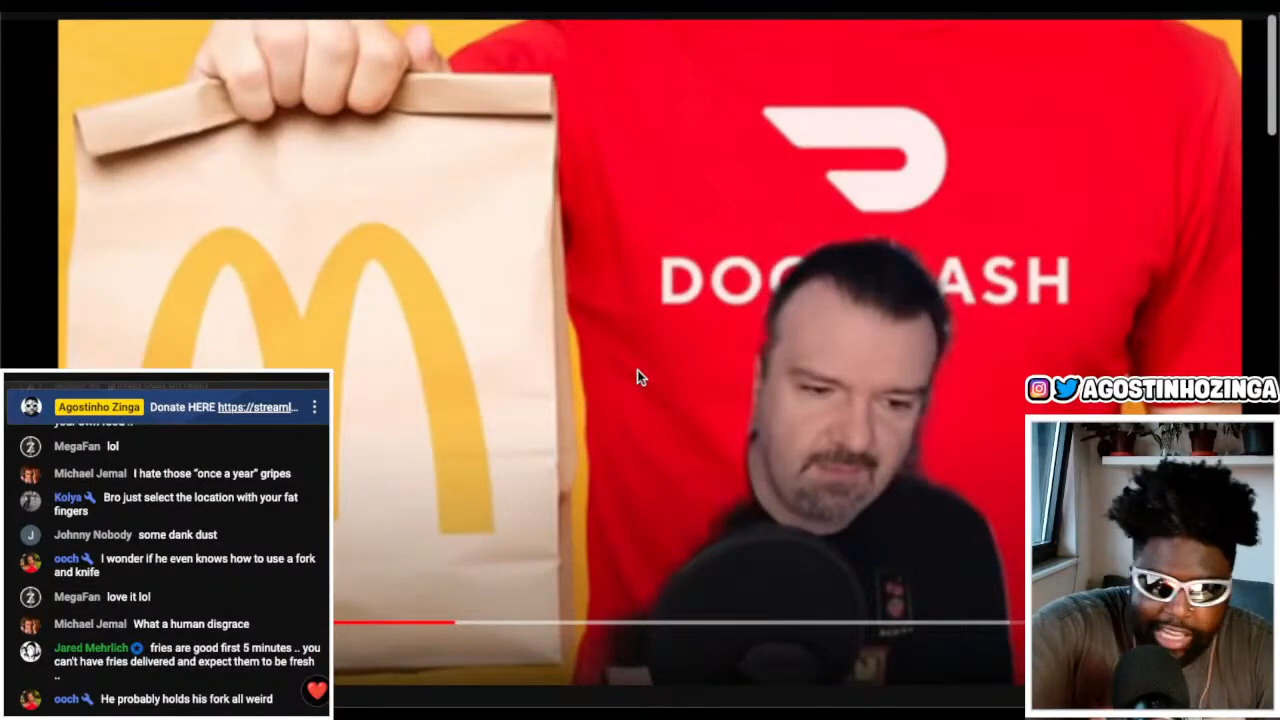 DOO ASH
AGOSTINHOZINGA
Agostinho Zinga Donate HERE https://streaml...
MegaFan lol
Michael Jemal I hate those “once a year” gripes
Kolya Bro just select the location with your fat
fingers
Johnny Nobody some dank dust
ooch I wonder if he even knows how to use a fork
and knife
MegaFan love it lol
Michael Jemal What a human disgrace
Jared Mehrlich fries are good first 5 minutes .. you
can't have fries delivered and expect them to be fresh
..
ooch He probably holds his fork all weird